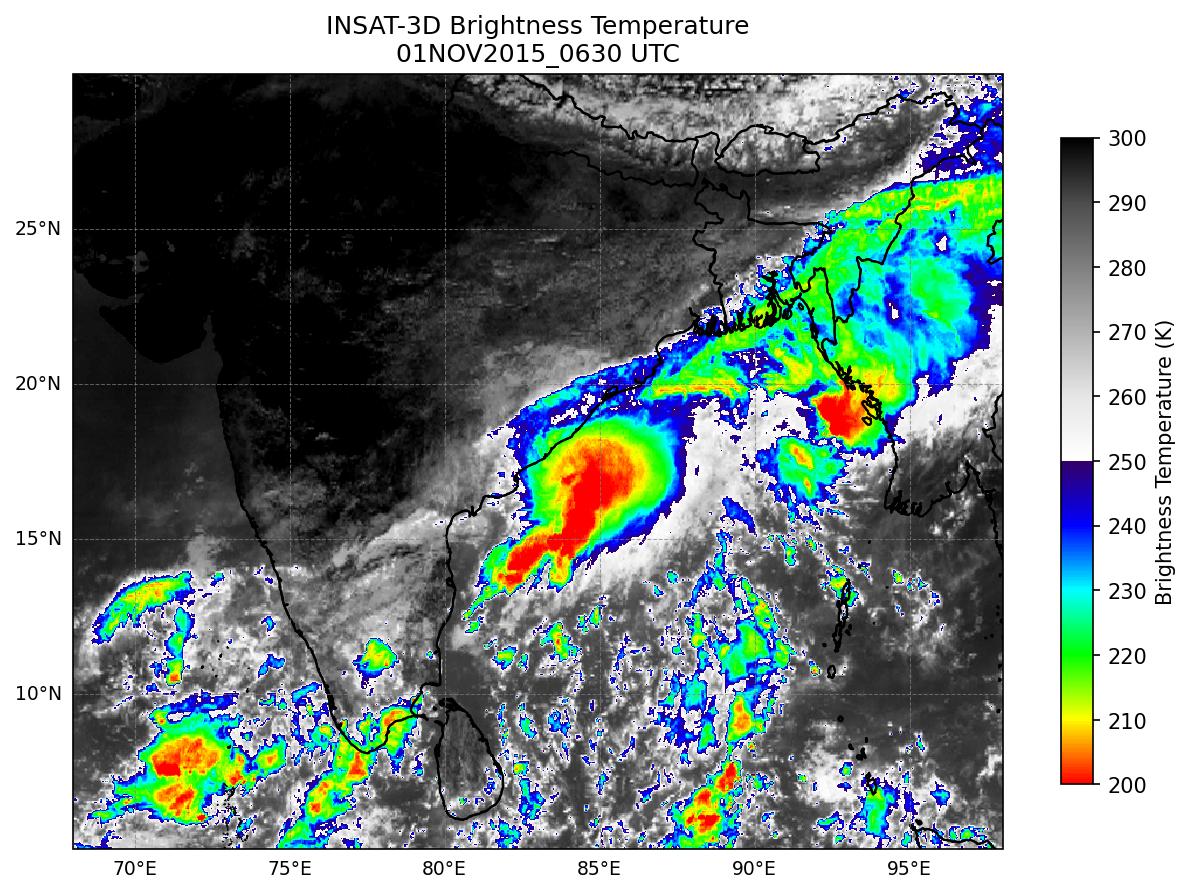 INSAT-3D Brightness Temperature
01NOV2015_0630 UTC
25°N
20°N
15°N
10°N
70°E
75°E
80°E
85°E
90°E
95°E
300
290
280
270
260
250
240
230
220
210
200
Brightness Temperature (K)